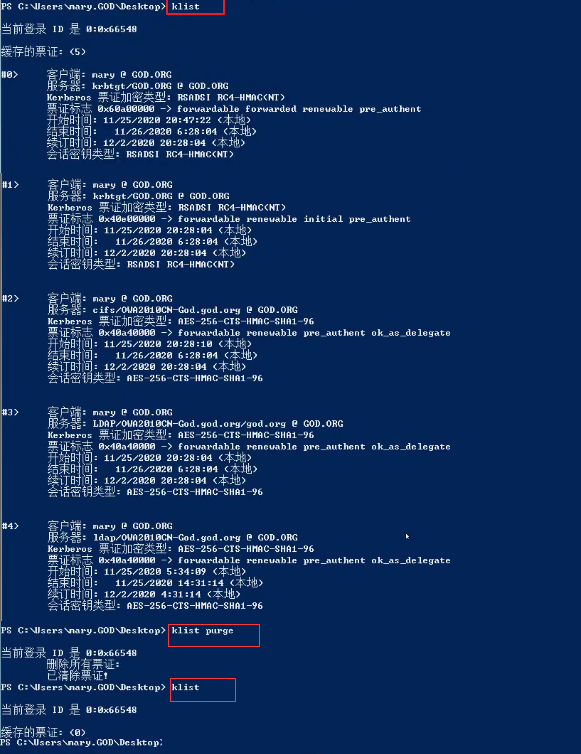 PS C:\Users\mary.GOD\Desktop> klist
当前登录 ID 是 0:0x66548
缓存的票证: (5)
#0> 客户端: mary @ GOD.ORG
服务器: krbtgt/GOD.ORG @ GOD.ORG
Kerberos 票证加密类型: RSADSI RC4-HMAC(NT)
票证标志 0x60a00000 -> forwardable forwarded renewable pre_authent
开始时间: 11/25/2020 20:47:22 (本地)
结束时间: 11/26/2020 6:28:04 (本地)
续订时间: 12/2/2020 20:28:04 (本地)
会话密钥类型: RSADSI RC4-HMAC(NT)
#1> 客户端: mary @ GOD.ORG
服务器: krbtgt/GOD.ORG @ GOD.ORG
Kerberos 票证加密类型: RSADSI RC4-HMAC(NT)
票证标志 0x40e00000 -> forwardable renewable initial pre_authent
开始时间: 11/25/2020 20:28:04 (本地)
结束时间: 11/26/2020 6:28:04 (本地)
续订时间: 12/2/2020 20:28:04 (本地)
会话密钥类型: RSADSI RC4-HMAC(NT)
#2> 客户端: mary @ GOD.ORG
服务器: cifs/OWA2010CN-God.god.org @ GOD.ORG
Kerberos 票证加密类型: AES-256-CTS-HMAC-SHA1-96
票证标志 0x40a40000 -> forwardable renewable pre_authent ok_as_delegate
开始时间: 11/25/2020 20:28:10 (本地)
结束时间: 11/26/2020 6:28:04 (本地)
续订时间: 12/2/2020 20:28:04 (本地)
会话密钥类型: AES-256-CTS-HMAC-SHA1-96
#3> 客户端: mary @ GOD.ORG
服务器: LDAP/OWA2010CN-God.god.org/god.org @ GOD.ORG
Kerberos 票证加密类型: AES-256-CTS-HMAC-SHA1-96
票证标志 0x40a40000 -> forwardable renewable pre_authent ok_as_delegate
开始时间: 11/25/2020 20:28:04 (本地)
结束时间: 11/26/2020 6:28:04 (本地)
续订时间: 12/2/2020 20:28:04 (本地)
会话密钥类型: AES-256-CTS-HMAC-SHA1-96
#4> 客户端: mary @ GOD.ORG
服务器: ldap/OWA2010CN-God.god.org @ GOD.ORG
Kerberos 票证加密类型: AES-256-CTS-HMAC-SHA1-96
票证标志 0x40a40000 -> forwardable renewable pre_authent ok_as_delegate
开始时间: 11/25/2020 5:34:09 (本地)
结束时间: 11/25/2020 14:31:14 (本地)
续订时间: 12/2/2020 4:31:14 (本地)
会话密钥类型: AES-256-CTS-HMAC-SHA1-96
PS C:\Users\mary.GOD\Desktop> klist purge
当前登录 ID 是 0:0x66548
删除所有票证:
已清除票证!
PS C:\Users\mary.GOD\Desktop> klist
当前登录 ID 是 0:0x66548
缓存的票证: (0)
PS C:\Users\mary.GOD\Desktop>